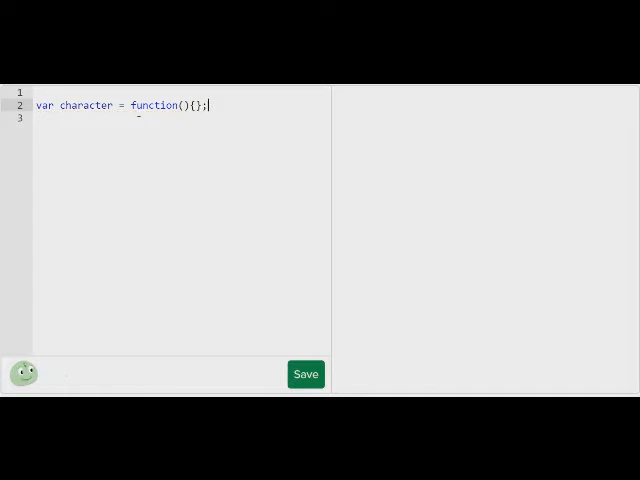 1
2 var character = function(){};
3
Save